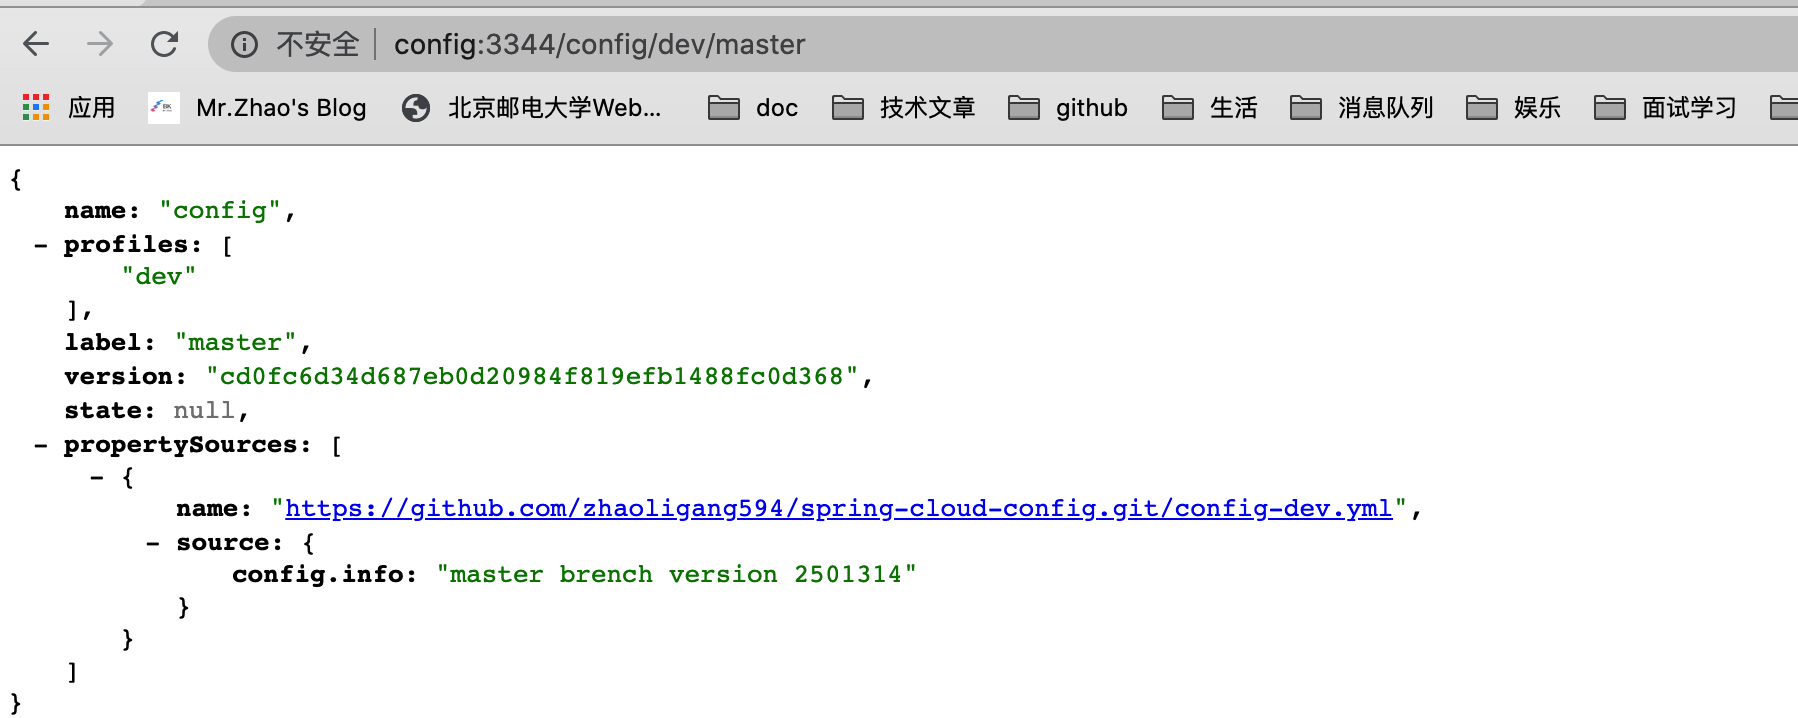 不安全 config:3344/config/dev/master
应用 Mr.Zhao's Blog 北京邮电大学Web... doc 技术文章 github 生活 消息队列 娱乐 面试学习
{
name: "config",
- profiles: [
"dev"
],
label: "master",
version: "cd0fc6d34d687eb0d20984f819efb1488fc0d368",
state: null,
- propertySources: [
- {
name: "https://github.com/zhaoligang594/spring-cloud-config.git/config-dev.yml",
- source: {
config.info: "master brench version 2501314"
}
}
]
}